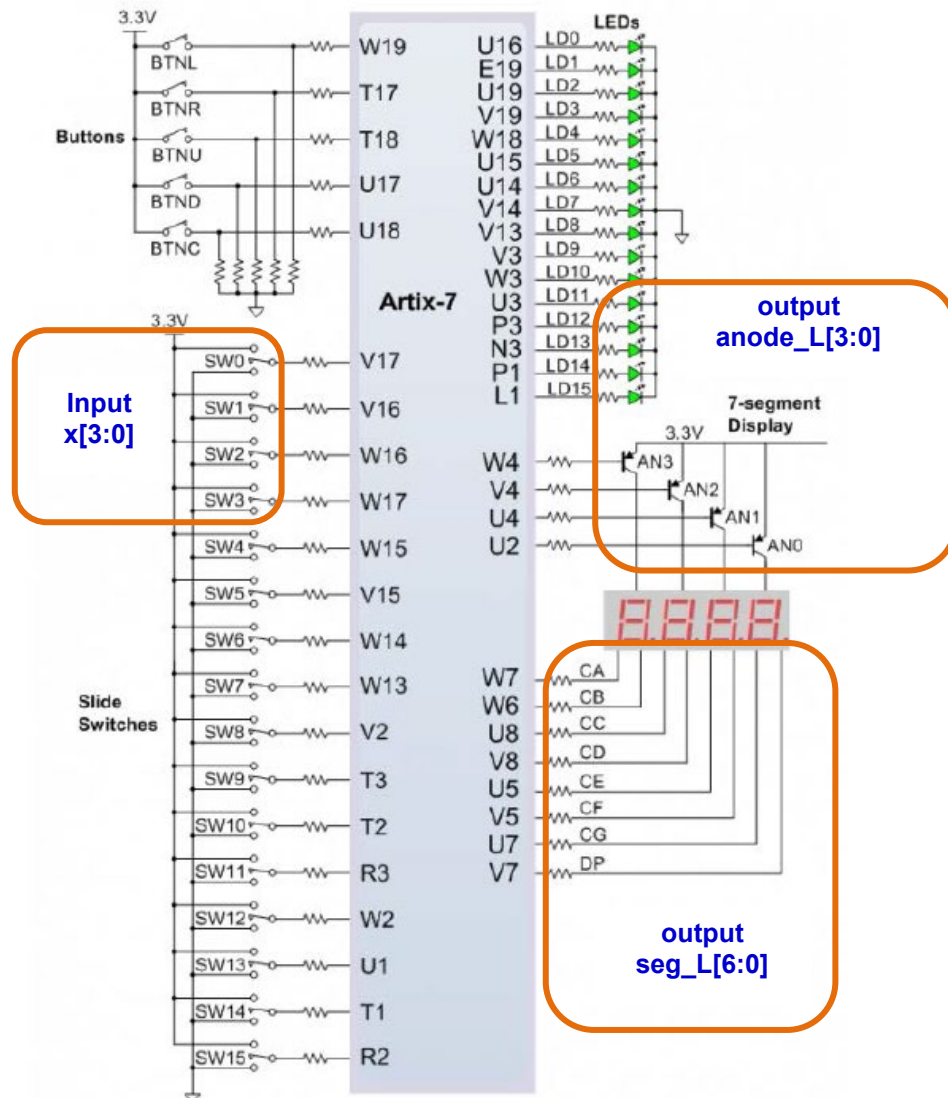 3.3V
BTNL
BTNR
BTNU
BTND
BTNC
Buttons
W19
T17
T18
U17
U18
LEDs
U16 LD0
E19 LD1
U19 LD2
V19 LD3
W18 LD4
U15 LD5
U14 LD6
V14 LD7
V13 LD8
V3 LD9
W3 LD10
U3 LD11
P3 LD12
N3 LD13
P1 LD14
L1 LD15
Artix-7
output
anode_L[3:0]
3.3V
Input
x[3:0]
SW0 V17
SW1 V16
SW2 W16
SW3 W17
SW4 W15
SW5 V15
SW6 W14
SW7 W13
SW8 V2
SW9 T3
SW10 T2
SW11 R3
SW12 W2
SW13 U1
SW14 T1
SW15 R2
Slide
Switches
7-segment
Display
3.3V
W4 AN3
V4 AN2
U4 AN1
U2 AN0
8.8.8.8.
W7 CA
W6 CB
U8 CC
V8 CD
U5 CE
V5 CF
U7 CG
V7 DP
output
seg_L[6:0]